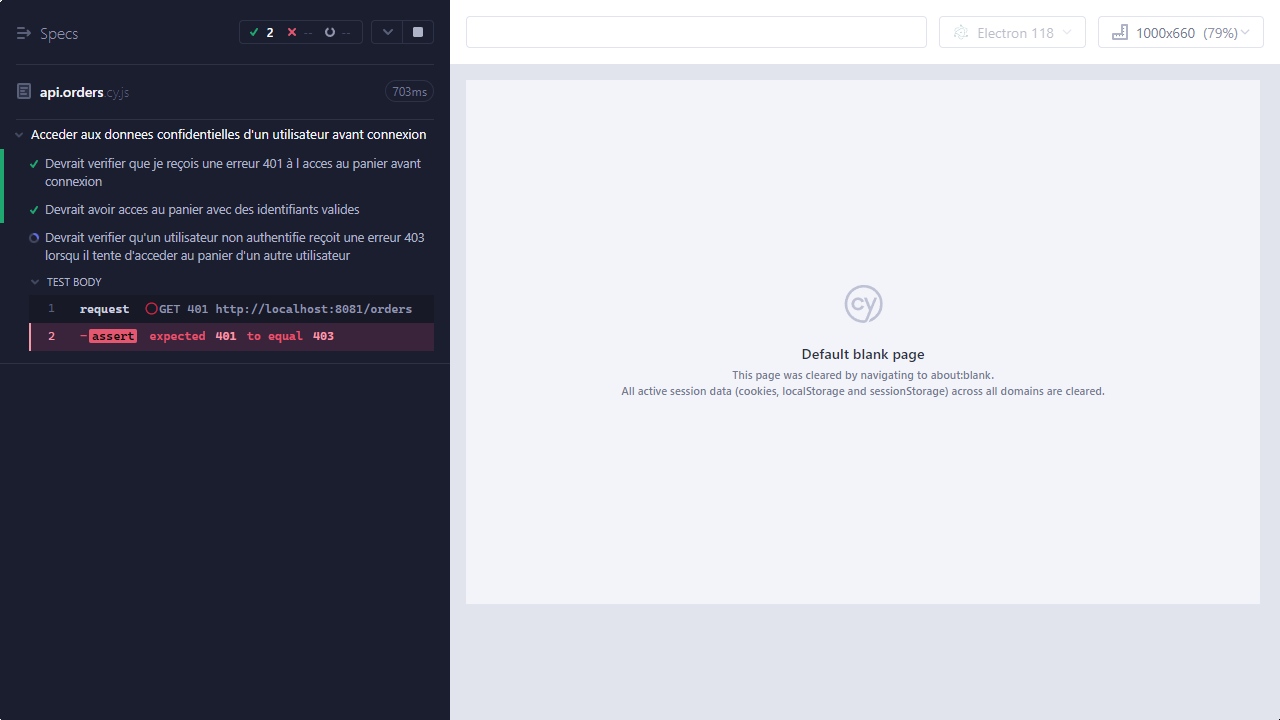 Specs
2
--
--
api.orders.cy.js
703ms
Acceder aux donnees confidentielles d'un utilisateur avant connexion
Devrait verifier que je reçois une erreur 401 à l acces au panier avant
connexion
Devrait avoir acces au panier avec des identifiants valides
Devrait verifier qu'un utilisateur non authentifie reçoit une erreur 403
lorsqu il tente d'acceder au panier d'un autre utilisateur
TEST BODY
1 request GET 401 http://localhost:8081/orders
2 -assert expected 401 to equal 403
Electron 118
1000x660 (79%)
cy
Default blank page
This page was cleared by navigating to about:blank.
All active session data (cookies, localStorage and sessionStorage) across all domains are cleared.